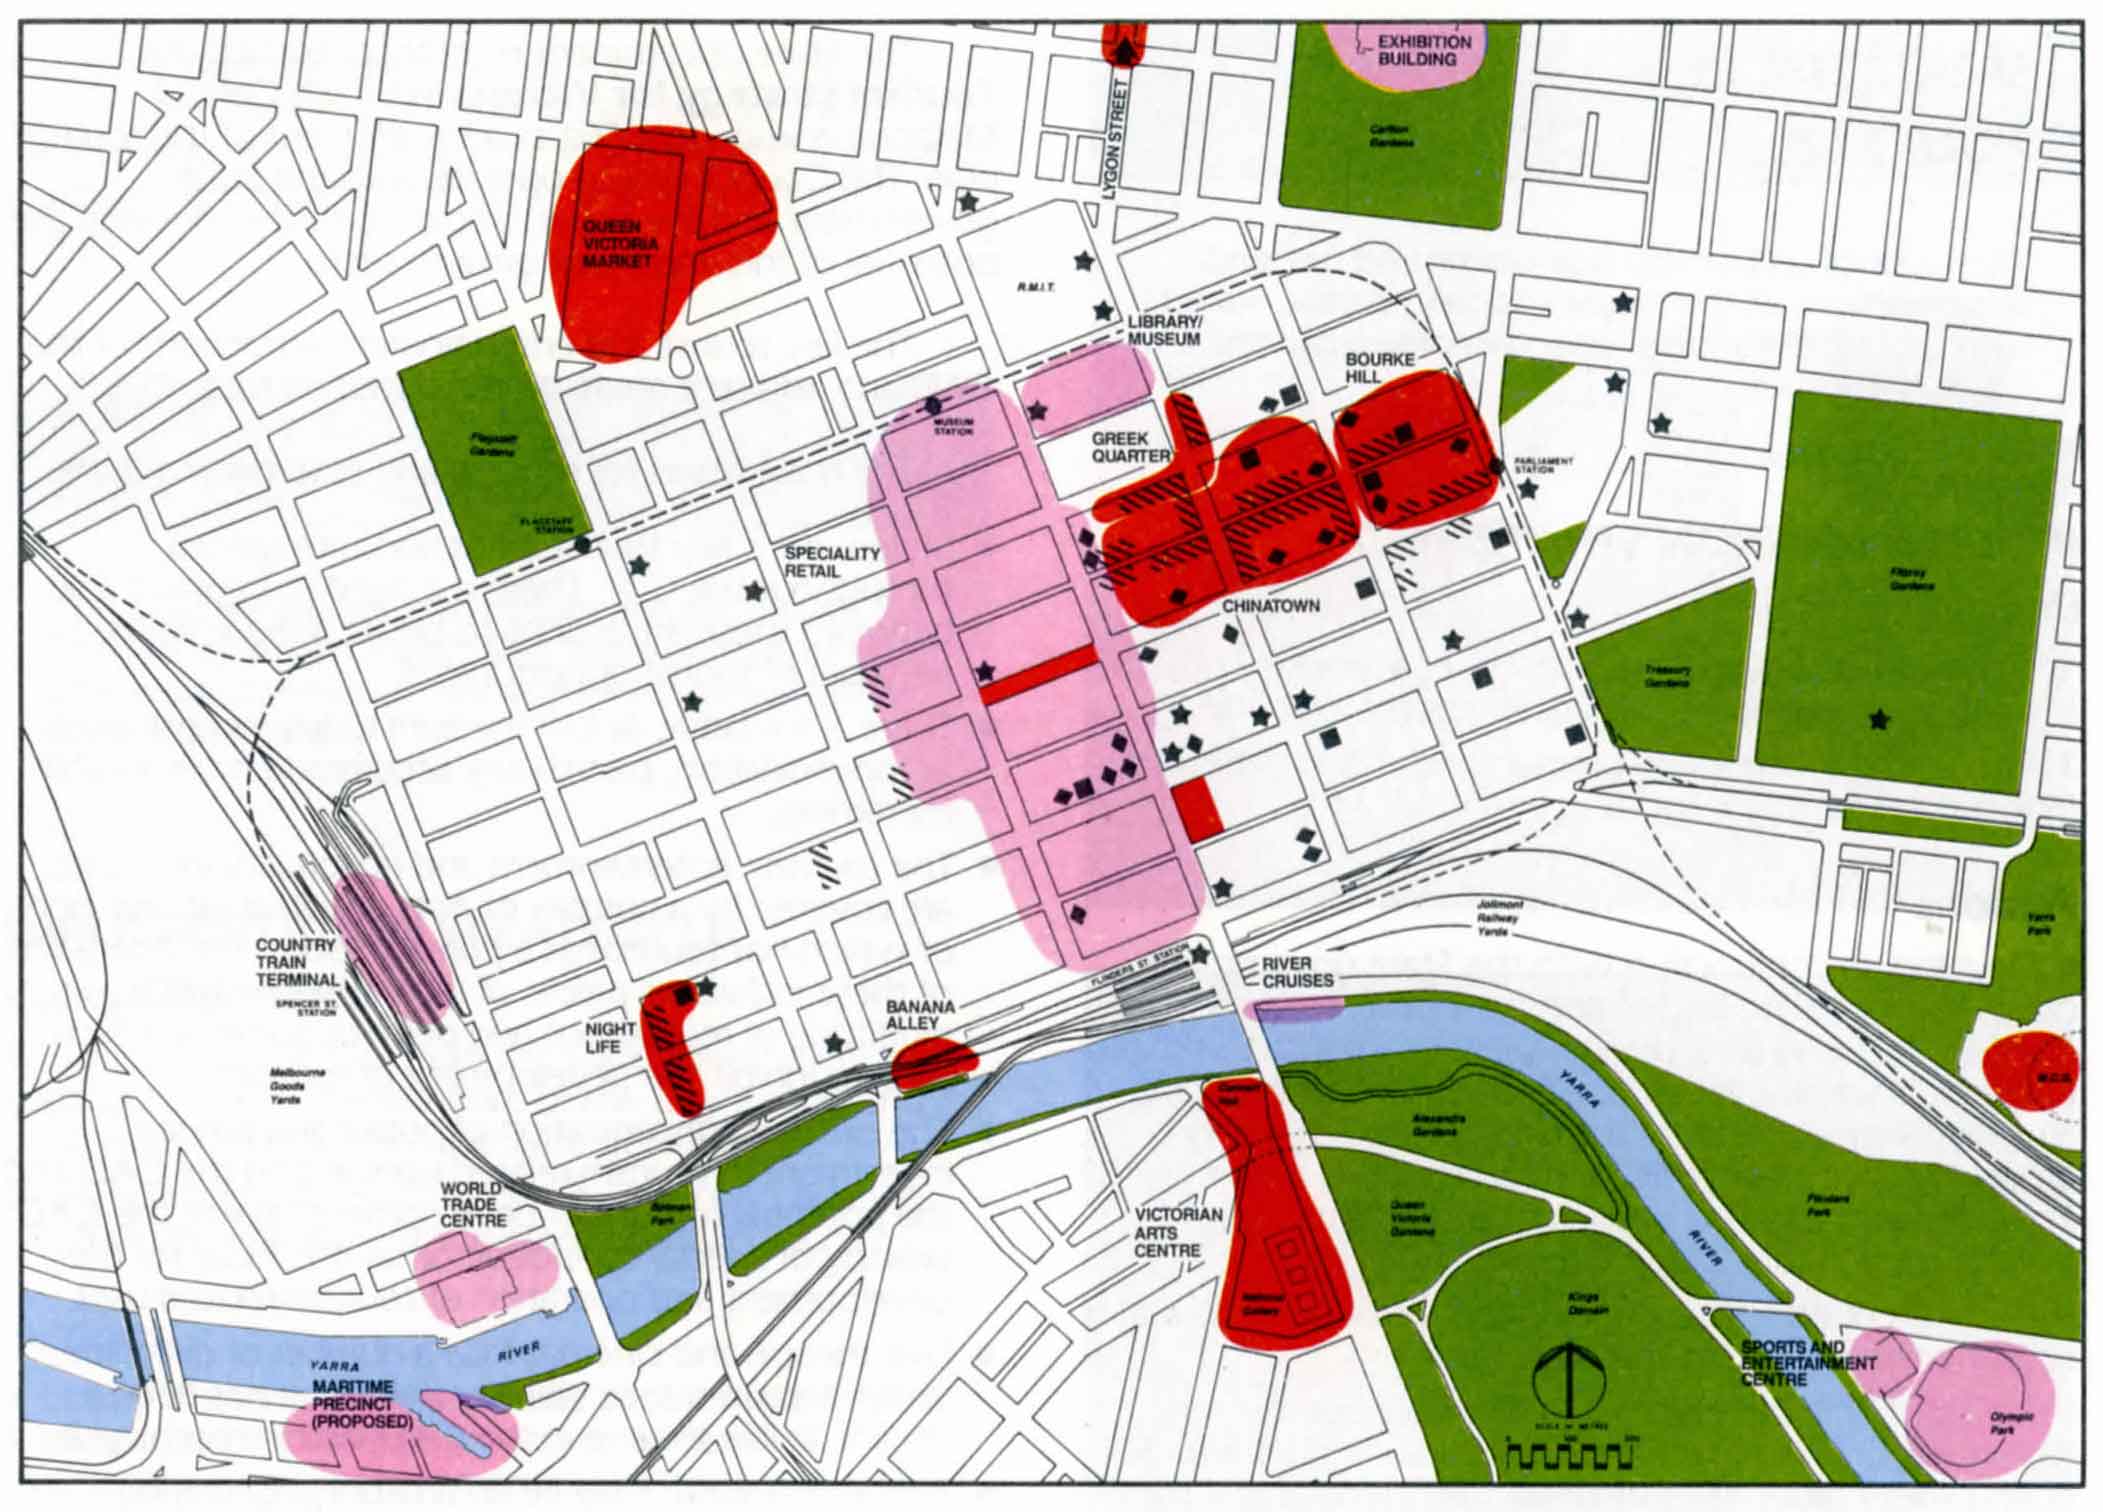 EXHIBITION
BUILDING
LYGON STREET
Carlton
Gardens
QUEEN
VICTORIA
MARKET
R.M.I.T.
LIBRARY/
MUSEUM
BOURKE
HILL
MUSEUM
STATION
GREEK
QUARTER
Flagstaff
Gardens
PARLIAMENT
STATION
FLAGSTAFF
STATION
SPECIALITY
RETAIL
Fitzroy
Gardens
CHINATOWN
Treasury
Gardens
COUNTRY
TRAIN
TERMINAL
SPENCER ST.
STATION
Jolimont
Railway
Yards
Yarra
Park
FLINDERS ST. STATION
RIVER
CRUISES
NIGHT
LIFE
BANANA
ALLEY
Melbourne
Goods
Yards
M.C.G.
YARRA
Concert
Hall
Alexandra
Gardens
WORLD
TRADE
CENTRE
Batman
Park
VICTORIAN
ARTS
CENTRE
Queen
Victoria
Gardens
Flinders
Park
RIVER
National
Gallery
Kings
Domain
YARRA
RIVER
MARITIME
PRECINCT
(PROPOSED)
SPORTS AND
ENTERTAINMENT
CENTRE
Olympic
Park
SCALE IN METRES
0